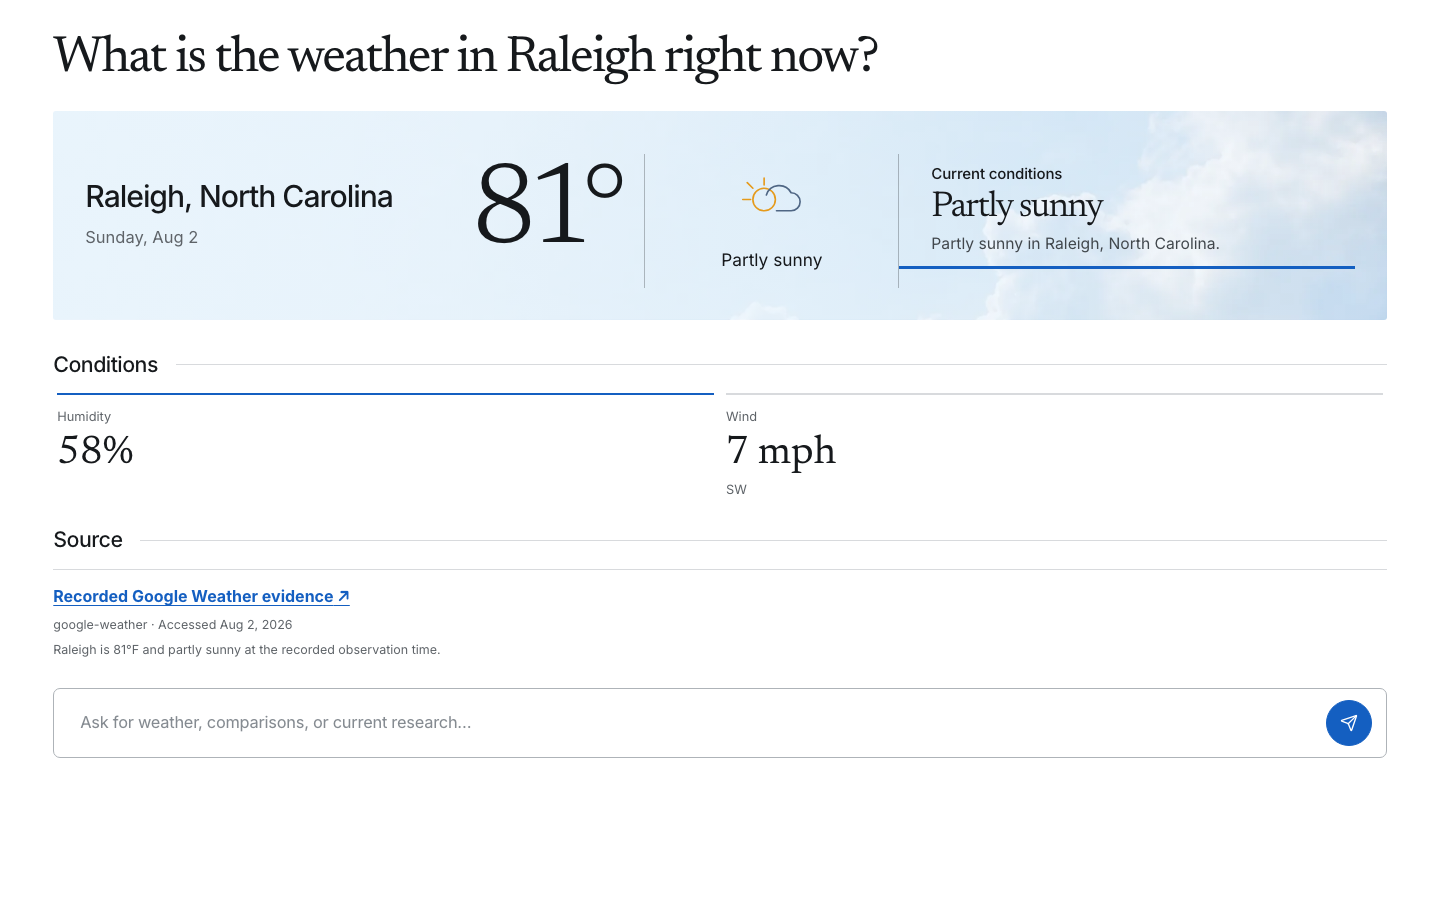 What is the weather in Raleigh right now?
Raleigh, North Carolina
Sunday, Aug 2
81°
Partly sunny
Current conditions
Partly sunny
Partly sunny in Raleigh, North Carolina.
Conditions
Humidity
58%
Wind
7 mph
SW
Source
Recorded Google Weather evidence ↗
google-weather · Accessed Aug 2, 2026
Raleigh is 81°F and partly sunny at the recorded observation time.
Ask for weather, comparisons, or current research...